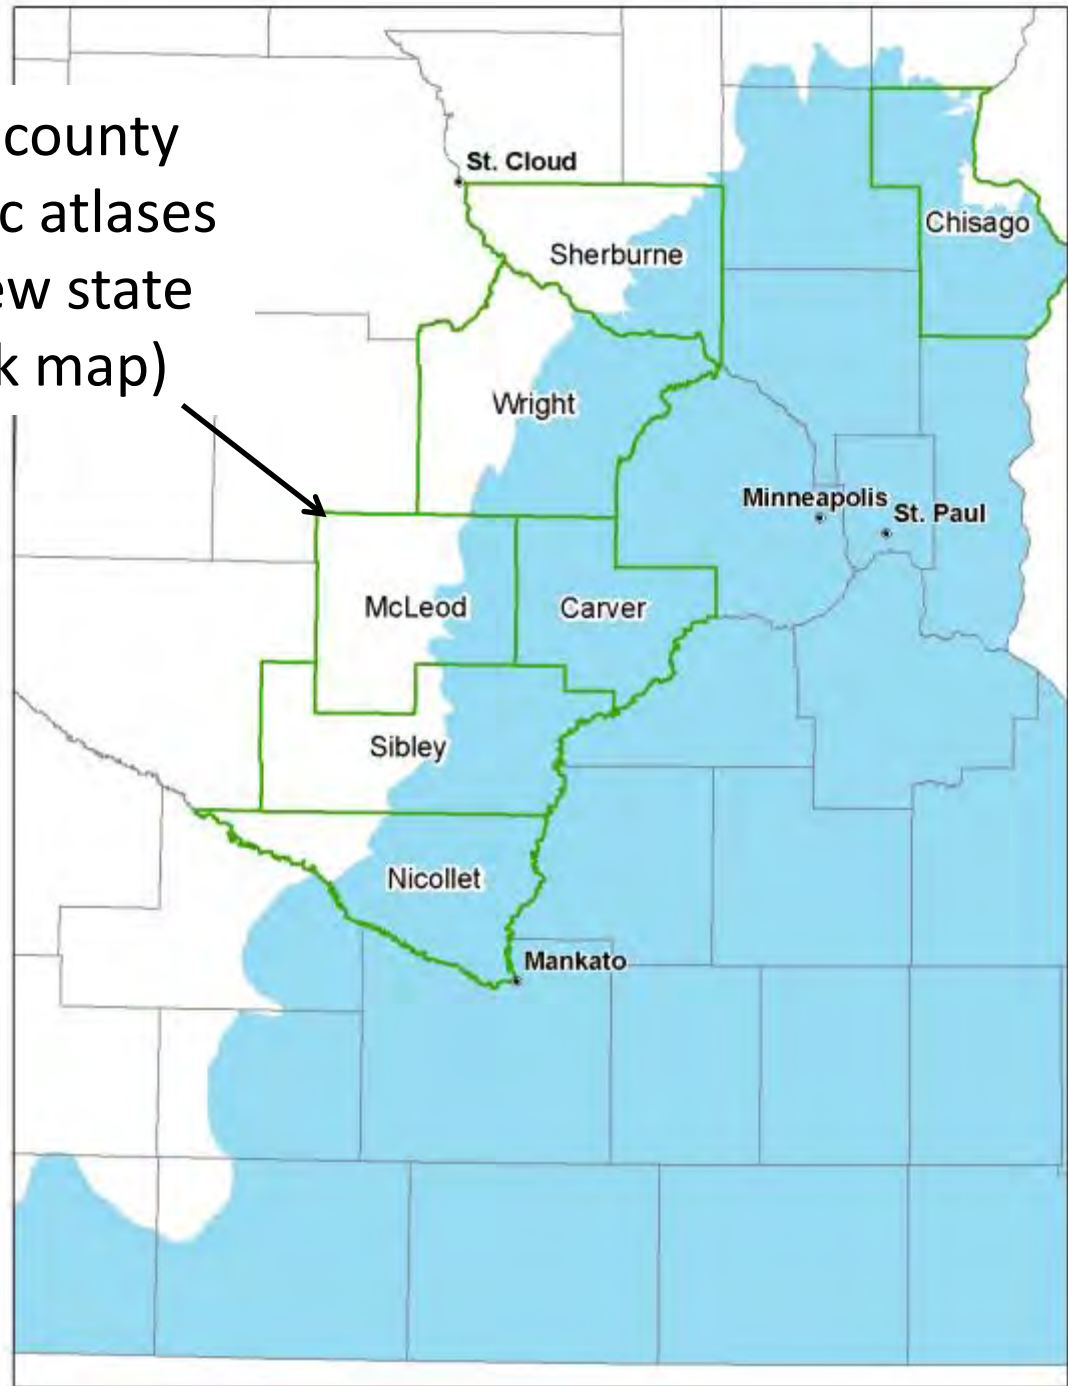 county
c atlases
ew state
k map)
St. Cloud
Sherburne
Chisago
Wright
Minneapolis
St. Paul
McLeod
Carver
Sibley
Nicollet
Mankato